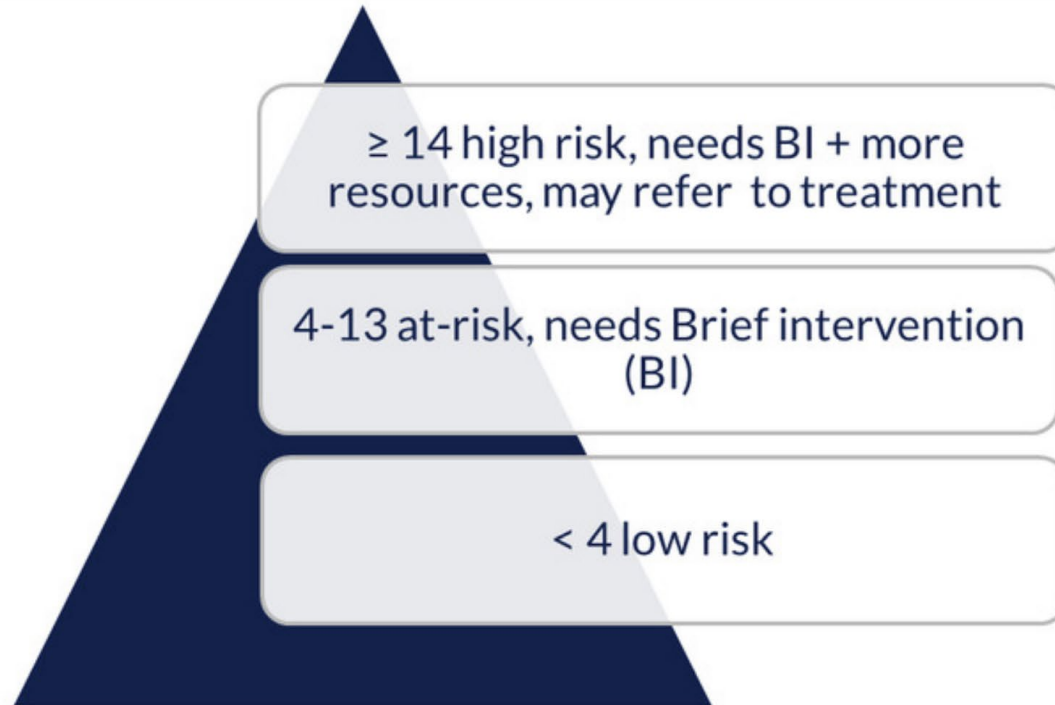 ≥ 14 high risk, needs BI + more
resources, may refer to treatment
4-13 at-risk, needs Brief intervention
(BI)
< 4 low risk